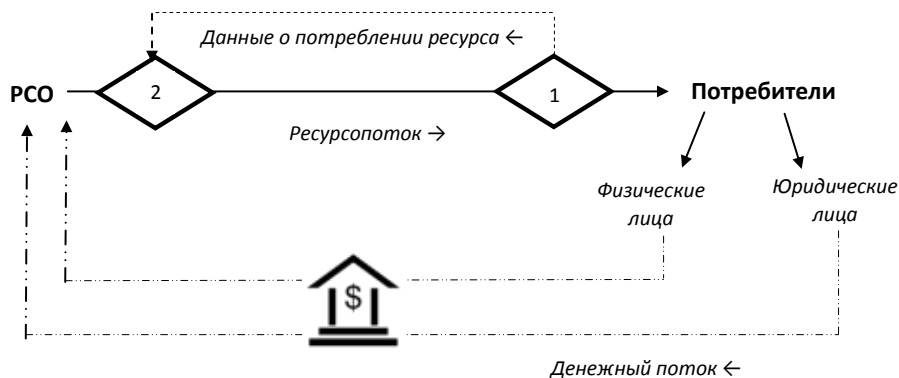 Данные о потреблении ресурса ←
РСО
2
1
Потребители
Ресурсопоток →
Физические
лица
Юридические
лица
$
Денежный поток ←